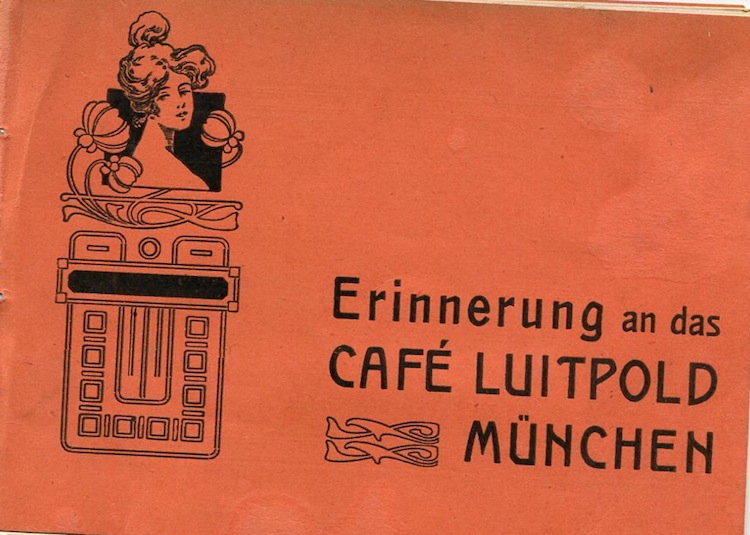 Erinnerung an das
CAFÉ LUITPOLD
MÜNCHEN